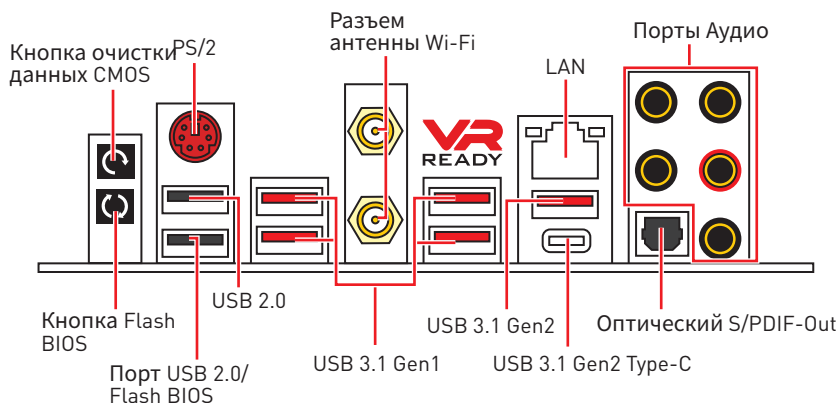 Кнопка очистки
данных CMOS
PS/2
Разъем
антенны Wi-Fi
LAN
Порты Аудио
VR
READY
Кнопка Flash
BIOS
Порт USB 2.0/
Flash BIOS
USB 2.0
USB 3.1 Gen1
USB 3.1 Gen2
USB 3.1 Gen2 Type-C
Оптический S/PDIF-Out